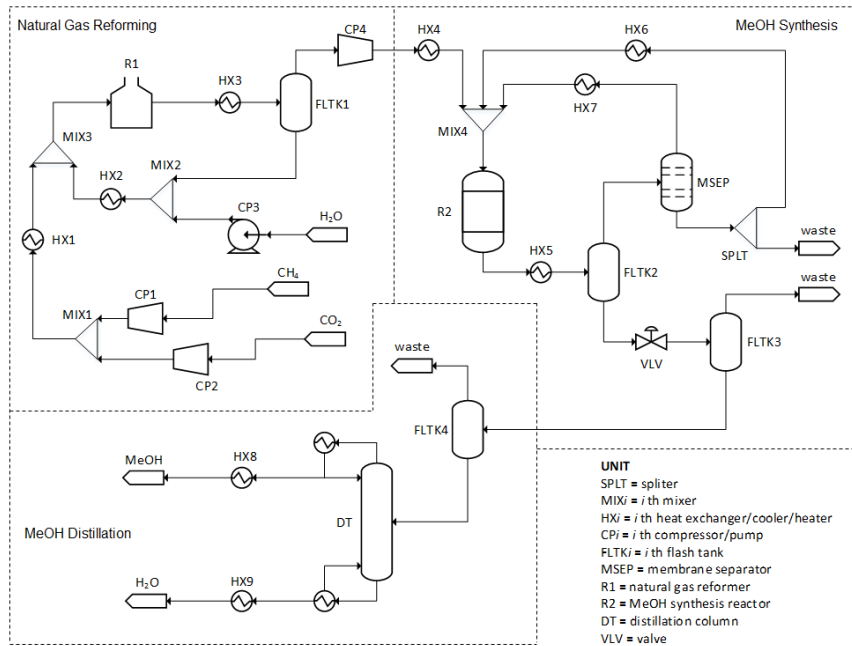 Natural Gas Reforming
MeOH Synthesis
CP4
HX4
HX6
R1
HX3
FLTK1
HX7
MIX3
MIX4
MIX2
HX2
MSEP
CP3
R2
H₂O
waste
HX1
HX5
SPLT
FLTK2
CH₄
waste
CP1
MIX1
CO₂
CP2
VLV
FLTK3
waste
FLTK4
MeOH
HX8
DT
MeOH Distillation
H₂O
HX9
UNIT
SPLT = spliter
MIXi = i th mixer
HXi = i th heat exchanger/cooler/heater
CPi = i th compressor/pump
FLTKi = i th flash tank
MSEP = membrane separator
R1 = natural gas reformer
R2 = MeOH synthesis reactor
DT = distillation column
VLV = valve